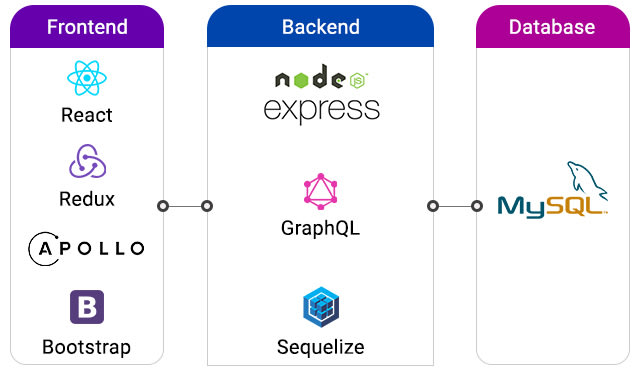 Frontend
React
Redux
APOLLO
B
Bootstrap
Backend
node
JS
express
GraphQL
Sequelize
Database
MySQL